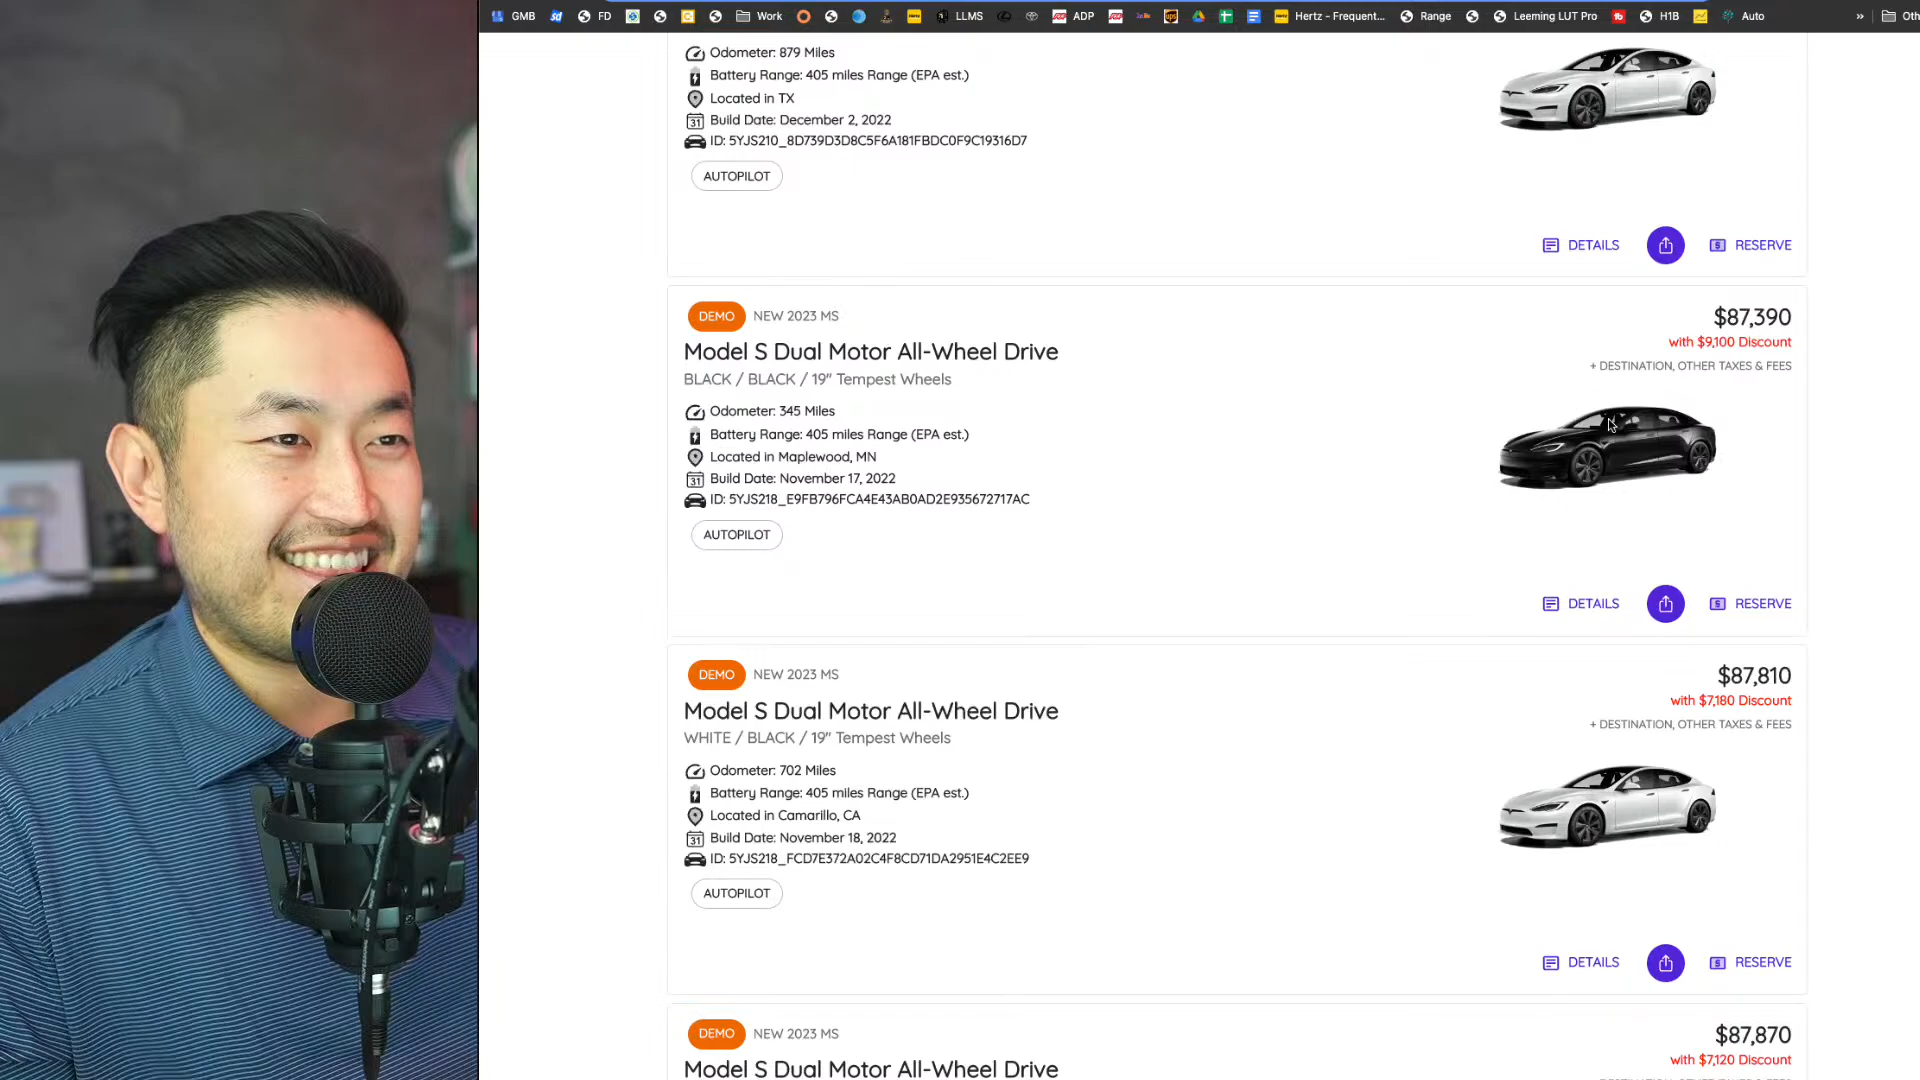 GMB FD Work LLMS ADP Hertz - Frequent... Range Leeming LUT Pro H1B Auto » Oth
Odometer: 879 Miles
Battery Range: 405 miles Range (EPA est.)
Located in TX
Build Date: December 2, 2022
ID: 5YJS210_8D739D3D8C5F6A181FBDC0F9C19316D7
AUTOPILOT
DETAILS RESERVE
DEMO NEW 2023 MS
$87,390
with $9,100 Discount
Model S Dual Motor All-Wheel Drive
+ DESTINATION, OTHER TAXES & FEES
BLACK / BLACK / 19" Tempest Wheels
Odometer: 345 Miles
Battery Range: 405 miles Range (EPA est.)
Located in Maplewood, MN
Build Date: November 17, 2022
ID: 5YJS218_E9FB796FCA4E43AB0AD2E935672717AC
AUTOPILOT
DETAILS RESERVE
DEMO NEW 2023 MS
$87,810
with $7,180 Discount
Model S Dual Motor All-Wheel Drive
+ DESTINATION, OTHER TAXES & FEES
WHITE / BLACK / 19" Tempest Wheels
Odometer: 702 Miles
Battery Range: 405 miles Range (EPA est.)
Located in Camarillo, CA
Build Date: November 18, 2022
ID: 5YJS218_FCD7E372A02C4F8CD71DA2951E4C2EE9
AUTOPILOT
DETAILS RESERVE
DEMO NEW 2023 MS
$87,870
with $7,120 Discount
Model S Dual Motor All-Wheel Drive